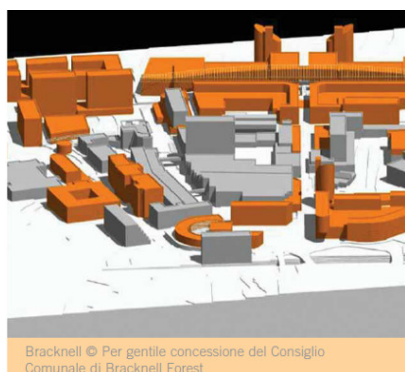 Bracknell © Per gentile concessione del Consiglio
Comunale di Bracknell Forest